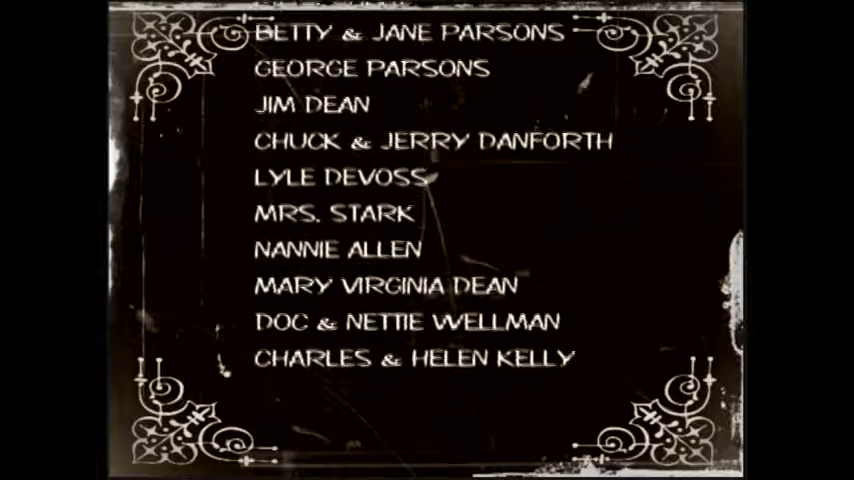 BETTY & JANE PARSONS
GEORGE PARSONS
JIM DEAN
CHUCK & JERRY DANFORTH
LYLE DEVOSS
MRS. STARK
NANNIE ALLEN
MARY VIRGINIA DEAN
DOC & NETTIE WELLMAN
CHARLES & HELEN KELLY